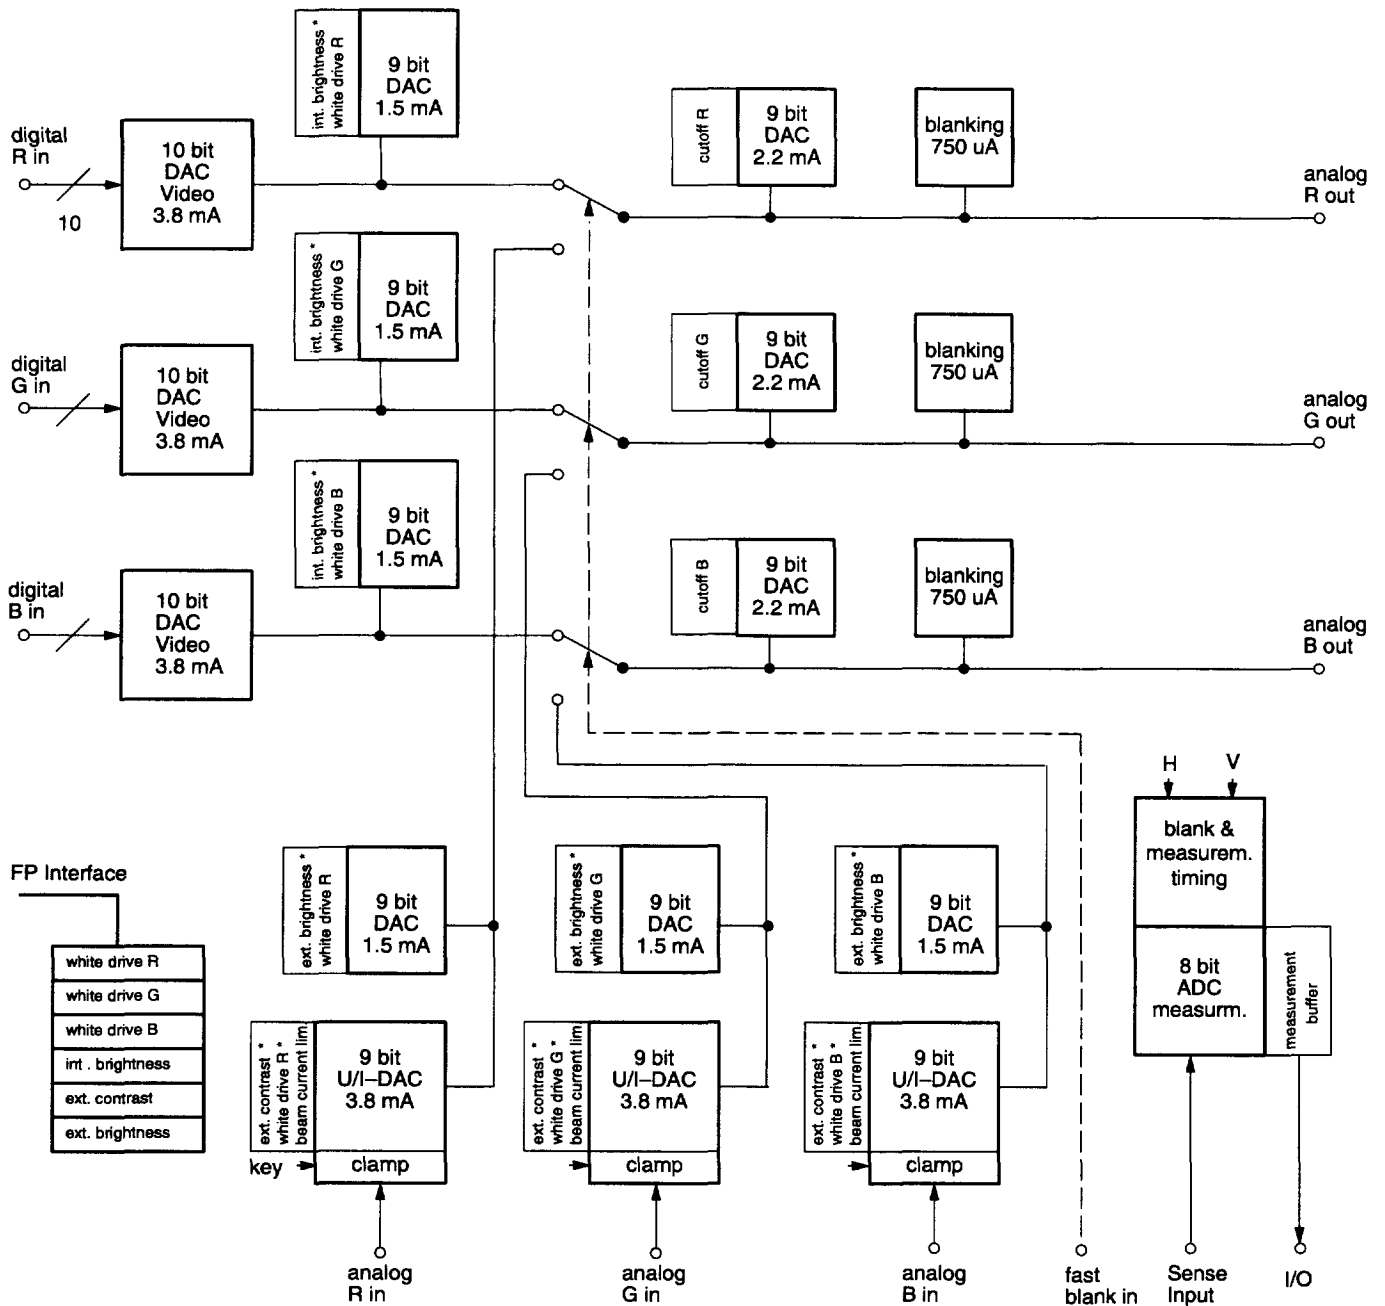 int. brightness *
white drive R
9 bit
DAC
1.5 mA
digital
R in
10
10 bit
DAC
Video
3.8 mA
cutoff R
9 bit
DAC
2.2 mA
blanking
750 uA
analog
R out
int. brightness *
white drive G
9 bit
DAC
1.5 mA
digital
G in
10 bit
DAC
Video
3.8 mA
cutoff G
9 bit
DAC
2.2 mA
blanking
750 uA
analog
G out
int. brightness *
white drive B
9 bit
DAC
1.5 mA
digital
B in
10 bit
DAC
Video
3.8 mA
cutoff B
9 bit
DAC
2.2 mA
blanking
750 uA
analog
B out
H
V
blank &
measurem.
timing
8 bit
ADC
measurm.
measurement
buffer
FP Interface
white drive R
white drive G
white drive B
int . brightness
ext. contrast
ext. brightness
ext. brightness *
white drive R
9 bit
DAC
1.5 mA
ext. brightness *
white drive G
9 bit
DAC
1.5 mA
ext. brightness *
white drive B
9 bit
DAC
1.5 mA
ext. contrast *
white drive R *
beam current lim
9 bit
U/I–DAC
3.8 mA
key
clamp
ext. contrast *
white drive G *
beam current lim
9 bit
U/I–DAC
3.8 mA
clamp
ext. contrast *
white drive B *
beam current lim
9 bit
U/I–DAC
3.8 mA
clamp
analog
R in
analog
G in
analog
B in
fast
blank in
Sense
Input
I/O